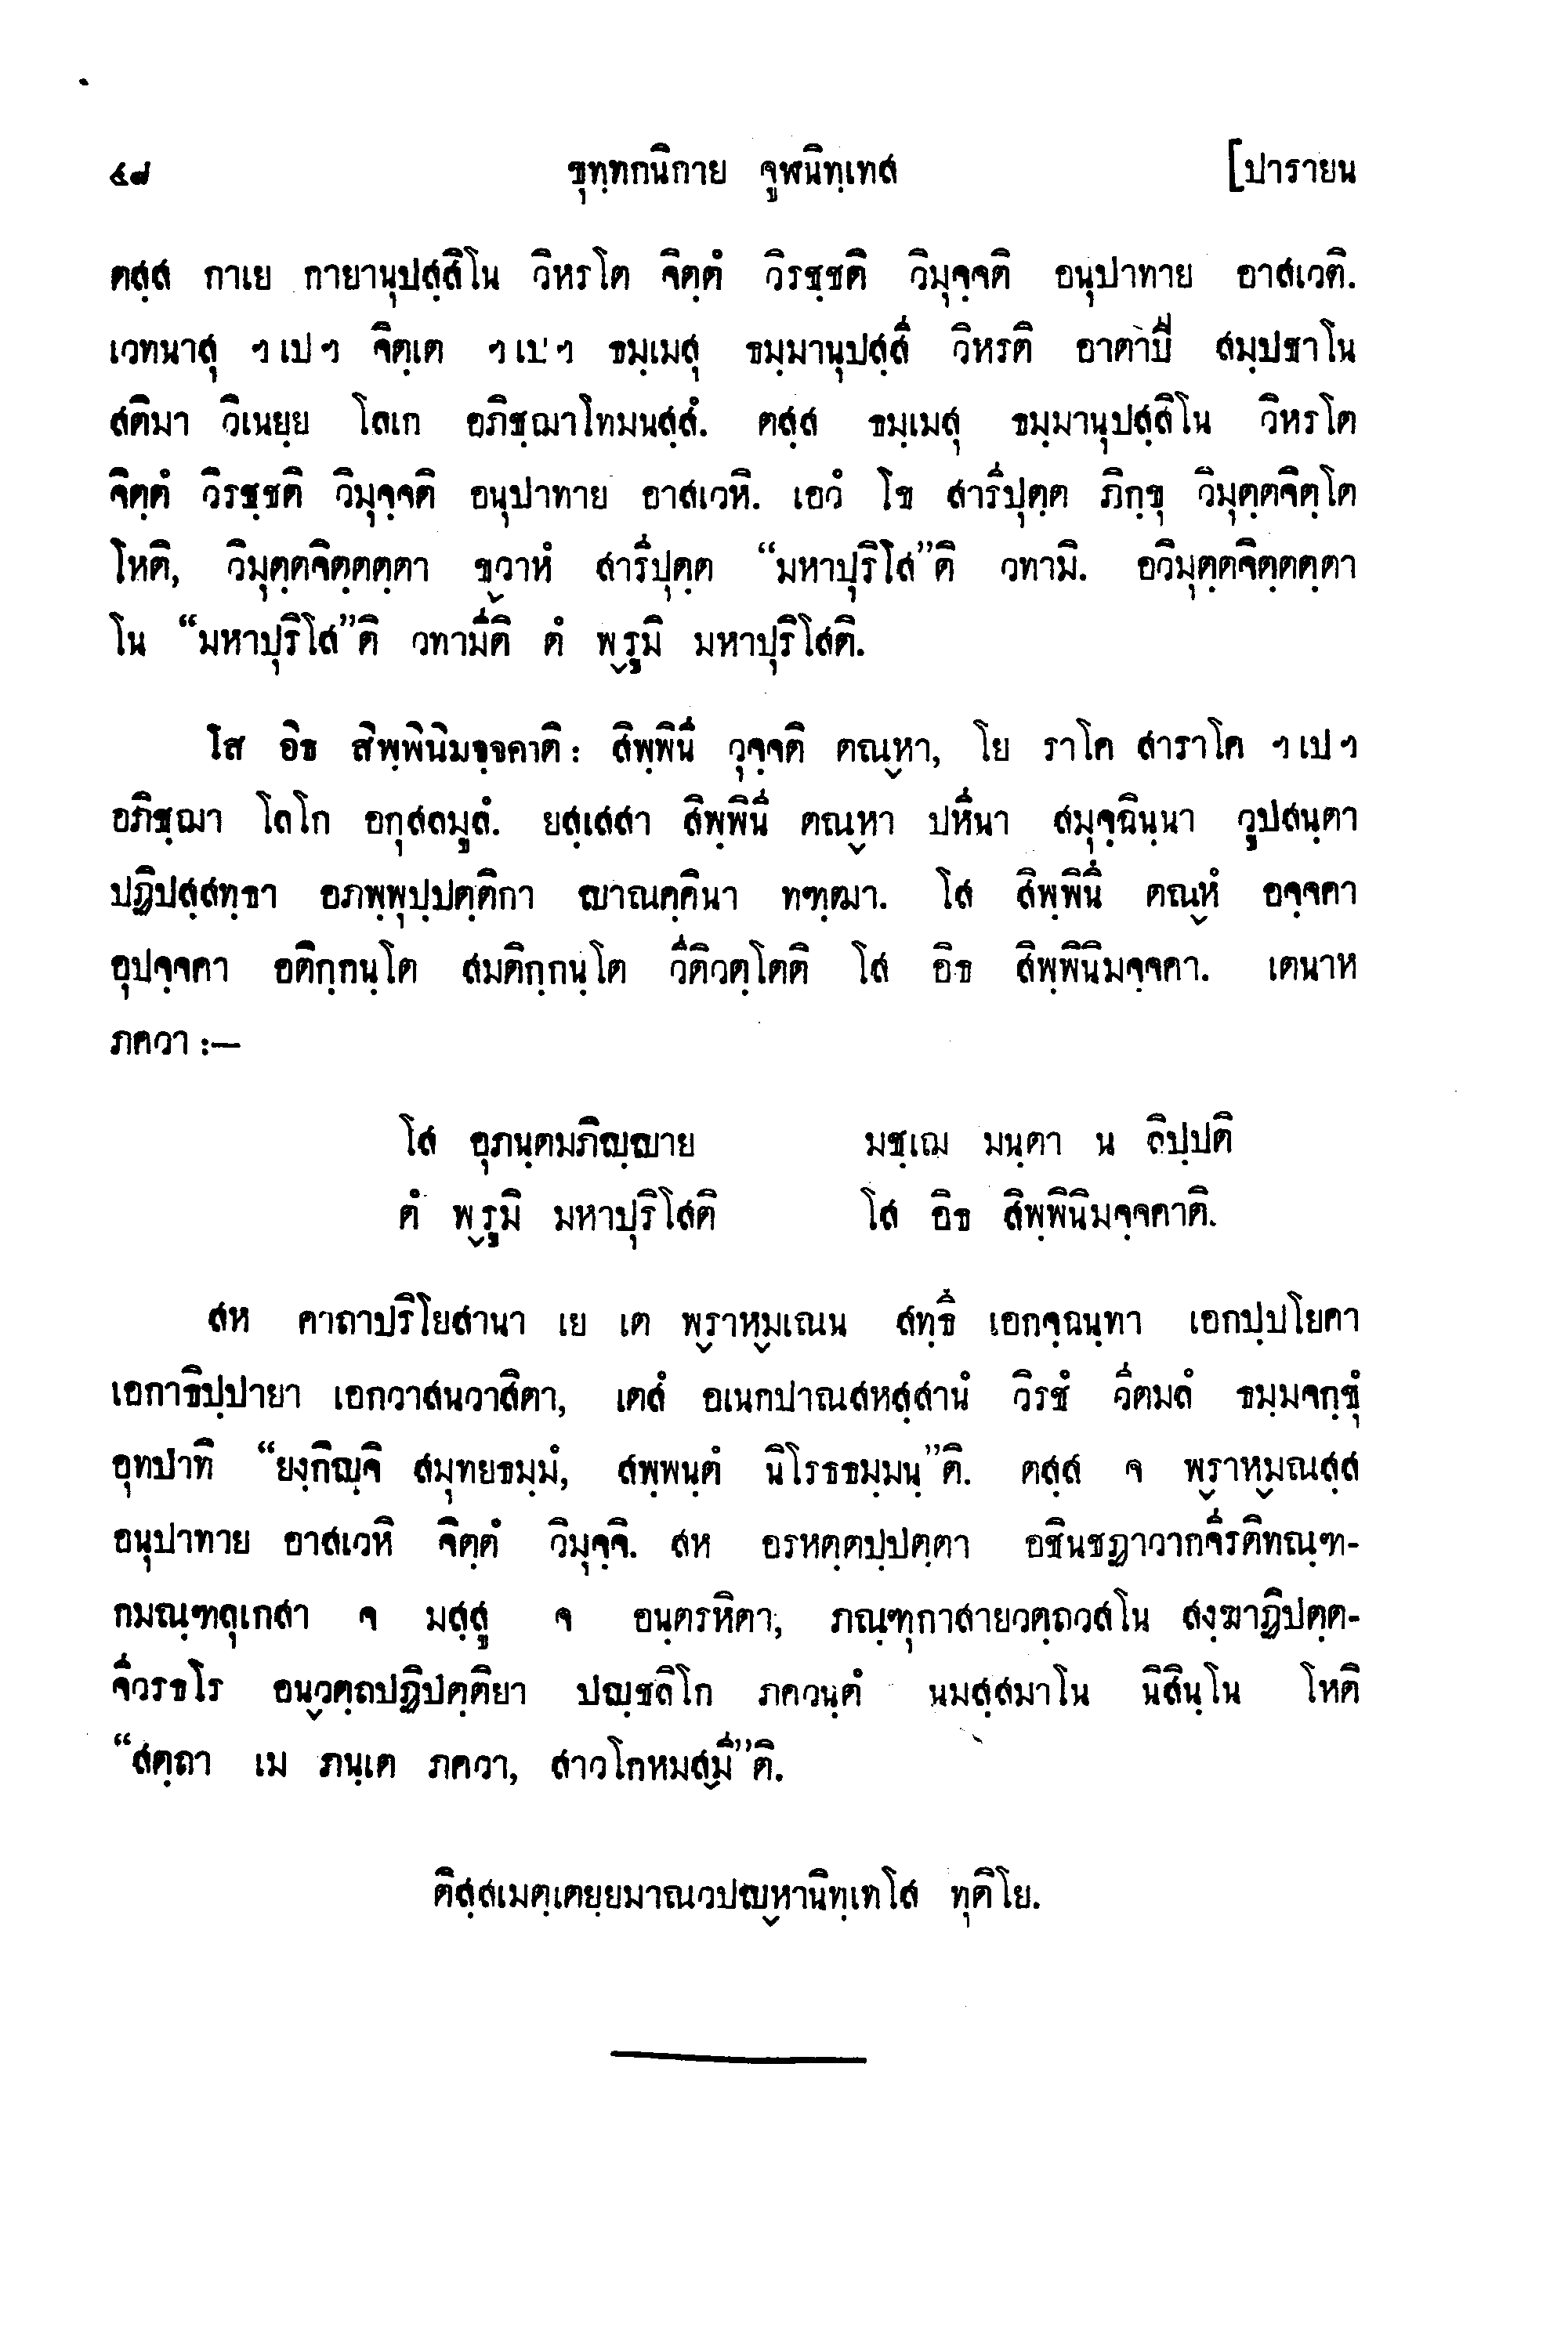 ๔๘ ขุทฺทกนิกาย จูฬนิทฺเทส [ปารายน
ตสฺส กาเย กายานุปสฺสิโน วิหรโต จิตฺตํ วิรชฺชติ วิมุจฺจติ อนุปาทาย อาสเวติ.
เวทนาสุ ฯ เป ฯ จิตฺเต ฯ เป ฯ ธมฺเมสุ ธมฺมานุปสฺสี วิหรติ อาตาปี สมฺปชาโน
สติมา วิเนยฺย โลเก อภิชฺฌาโทมนสฺสํ. ตสฺส ธมฺเมสุ ธมฺมานุปสฺสิโน วิหรโต
จิตฺตํ วิรชฺชติ วิมุจฺจติ อนุปาทาย อาสเวหิ. เอวํ โข สารีปุตฺต ภิกฺขุ วิมุตฺตจิตฺโต
โหติ, วิมุตฺตจิตฺตตฺตา ขฺวาหํ สารีปุตฺต “มหาปุริโส”ติ วทามิ. อวิมุตฺตจิตฺตตฺตา
โน “มหาปุริโส”ติ วทามีติ ตํ พฺรูมิ มหาปุริโสติ.
โส อิธ สิพฺพินิมจฺจคาติ: สิพฺพินี วุจฺจติ ตณฺหา, โย ราโค สาราโค ฯ เป ฯ
อภิชฺฌา โลโภ อกุสลมูลํ. ยสฺเสสา สิพฺพินี ตณฺหา ปหีนา สมุจฺฉินฺนา วูปสนฺตา
ปฏิปสฺสทฺธา อภพฺพุปฺปตฺติกา ญาณคฺคินา ทฑฺฒา. โส สิพฺพินึ ตณฺหํ อจฺจคา
อุปจฺจคา อติกฺกนฺโต สมติกฺกนฺโต วีติวตฺโตติ โส อิธ สิพฺพินิมจฺจคา. เตนาห
ภควา :—
โส อุภนฺตมภิญฺญาย มชฺเฌ มนฺตา น ลิปฺปติ
ตํ พฺรูมิ มหาปุริโสติ โส อิธ สิพฺพินิมจฺจคาติ.
สห คาถาปริโยสานา เย เต พฺราหฺมเณน สทฺธึ เอกจฺฉนฺทา เอกปฺปโยคา
เอกาธิปฺปายา เอกวาสนวาสิตา, เตสํ อเนกปาณสหสฺสานํ วิรชํ วีตมลํ ธมฺมจกฺขุํ
อุทปาทิ “ยงฺกิญฺจิ สมุทยธมฺมํ, สพฺพนฺตํ นิโรธธมฺมนฺ”ติ. ตสฺส จ พฺราหฺมณสฺส
อนุปาทาย อาสเวหิ จิตฺตํ วิมุจฺจิ. สห อรหตฺตปฺปตฺตา อชินชฏาวากจีรติทณฺฑ-
กมณฺฑลุเกสา จ มสฺสู จ อนฺตรหิตา, ภณฺฑุกาสายวตฺถวสโน สงฺฆาฏิปตฺต-
จีวรธโร อนฺวตฺถปฏิปตฺติยา ปญฺชลิโก ภควนฺตํ นมสฺสมาโน นิสินฺโน โหติ
“สตฺถา เม ภนฺเต ภควา, สาวโกหมสฺมี”ติ.
ติสฺสเมตฺเตยฺยมาณวปญฺหานิทฺเทโส ทุติโย.